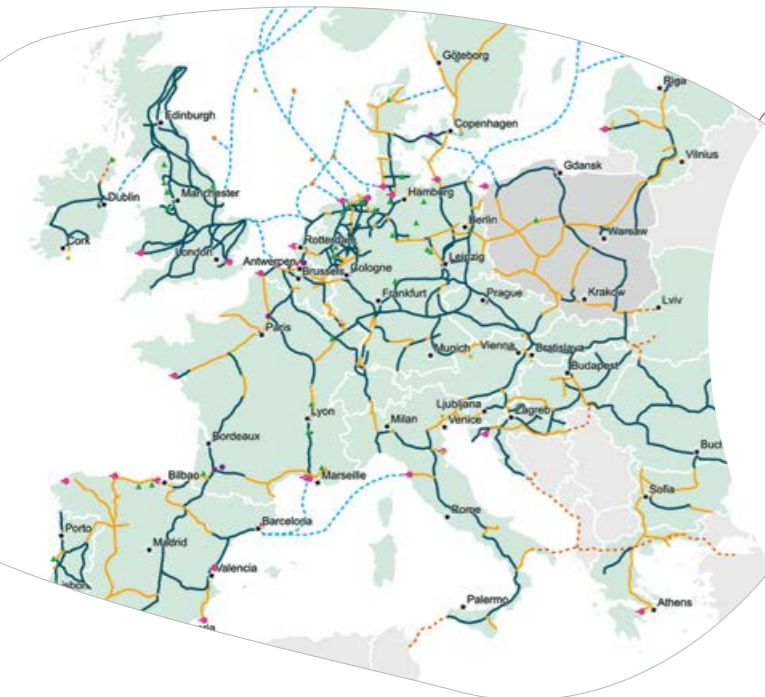 Göteborg
Riga
Edinburgh
Copenhagen
Vilnius
Gdansk
Dublin
Manchester
Hamburg
Berlin
Warsaw
Cork
London
Rotterdam
Antwerpen
Leipzig
Brussels
Cologne
Frankfurt
Prague
Krakow
Lviv
Paris
Munich
Vienna
Bratislava
Budapest
Lyon
Ljubljana
Zagreb
Milan
Venice
Bordeaux
Buch
Bilbao
Marseille
Sofia
Porto
Barcelona
Rome
Madrid
Valencia
Palermo
Athens